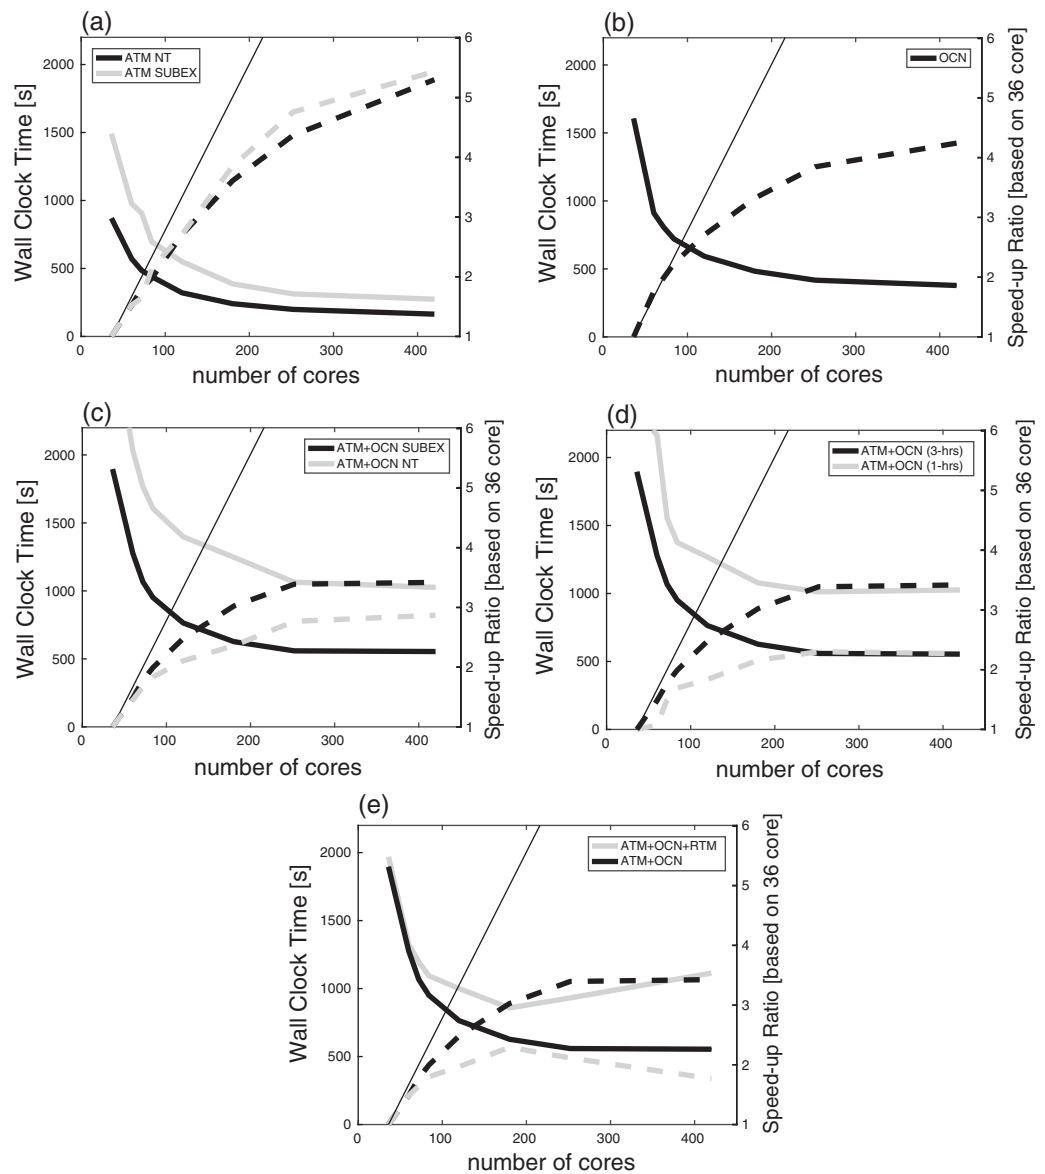 (a)
ATM NT
ATM SUBEX
Wall Clock Time [s]
2000
1500
1000
500
0
6
5
4
3
2
1
0 100 200 300 400
number of cores
(b)
OCN
Wall Clock Time [s]
2000
1500
1000
500
0
6
5
4
3
2
1
Speed-up Ratio [based on 36 core]
0 100 200 300 400
number of cores
(c)
ATM+OCN SUBEX
ATM+OCN NT
Wall Clock Time [s]
2000
1500
1000
500
0
6
5
4
3
2
1
Speed-up Ratio [based on 36 core]
0 100 200 300 400
number of cores
(d)
ATM+OCN (3-hrs)
ATM+OCN (1-hrs)
Wall Clock Time [s]
2000
1500
1000
500
0
6
5
4
3
2
1
Speed-up Ratio [based on 36 core]
0 100 200 300 400
number of cores
(e)
ATM+OCN+RTM
ATM+OCN
Wall Clock Time [s]
2000
1500
1000
500
0
6
5
4
3
2
1
Speed-up Ratio [based on 36 core]
0 100 200 300 400
number of cores